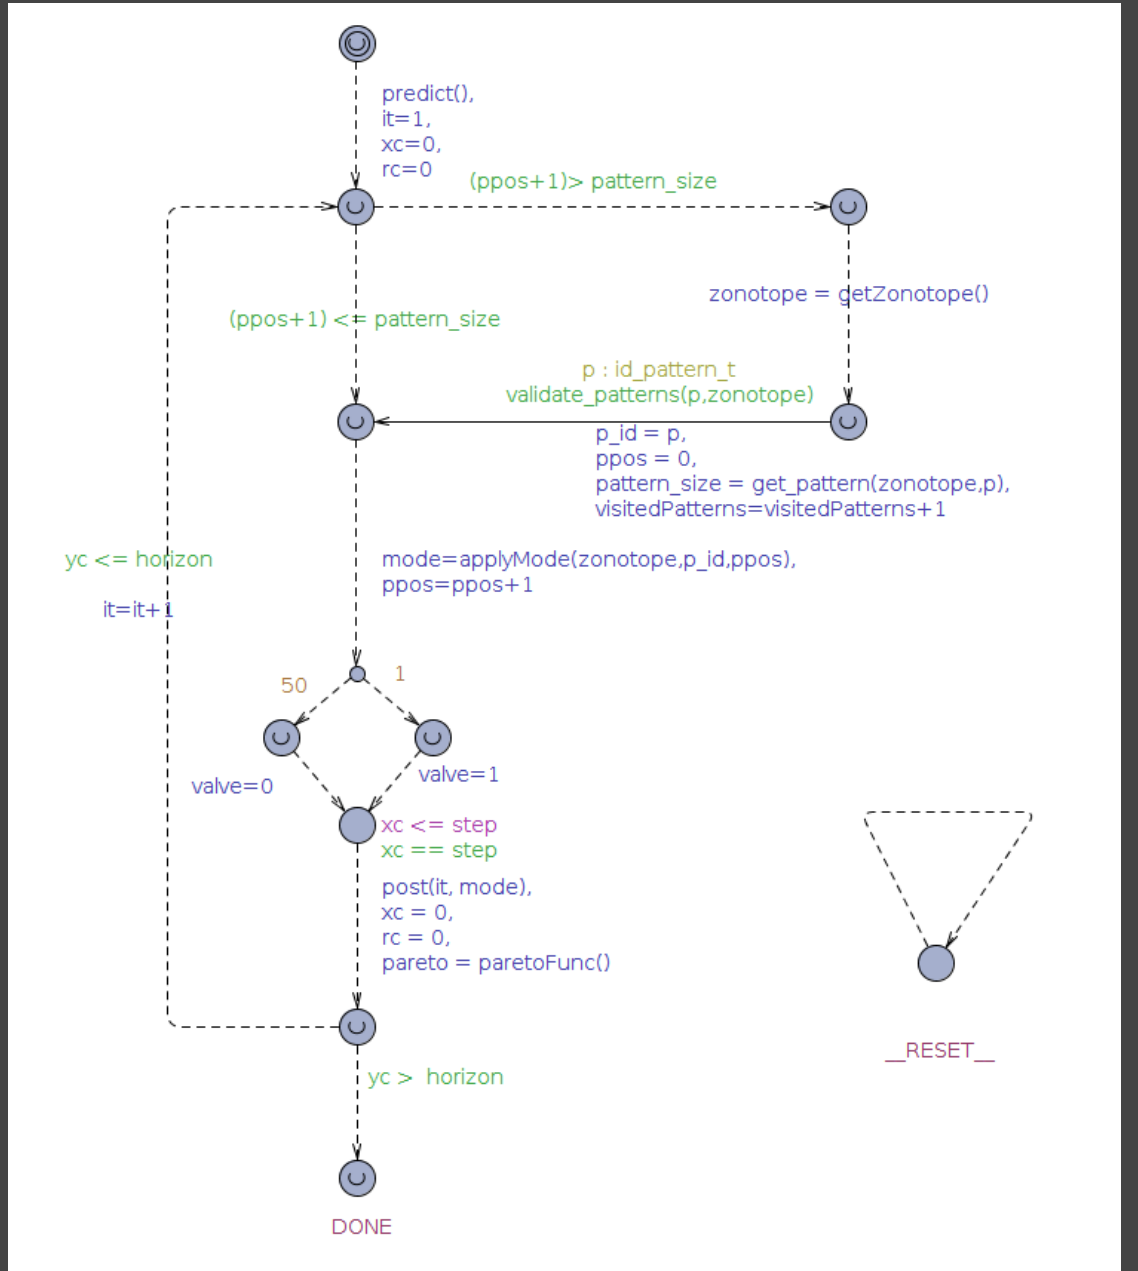 predict(),
it=1,
xc=0,
rc=0
(ppos+1)> pattern_size
zonotope = getZonotope()
(ppos+1) <= pattern_size
p : id_pattern_t
validate_patterns(p,zonotope)
p_id = p,
ppos = 0,
pattern_size = get_pattern(zonotope,p),
visitedPatterns=visitedPatterns+1
yc <= horizon
it=it+1
mode=applyMode(zonotope,p_id,ppos),
ppos=ppos+1
50
1
valve=0
valve=1
xc <= step
xc == step
post(it, mode),
xc = 0,
rc = 0,
pareto = paretoFunc()
__RESET__
yc > horizon
DONE